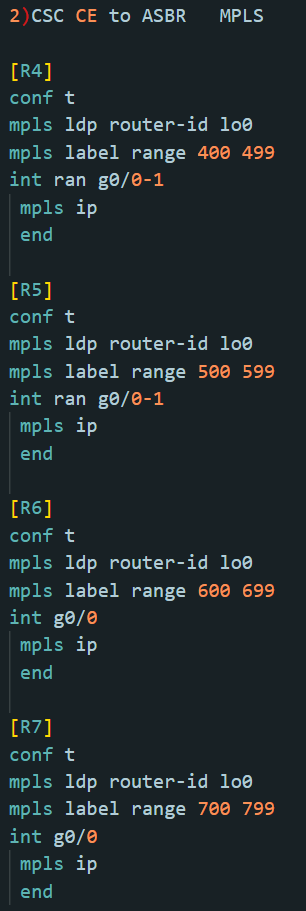 2)CSC CE to ASBR   MPLS
[R4]
conf t
mpls ldp router-id lo0
mpls label range 400 499
int ran g0/0-1
 mpls ip
 end
[R5]
conf t
mpls ldp router-id lo0
mpls label range 500 599
int ran g0/0-1
 mpls ip
 end
[R6]
conf t
mpls ldp router-id lo0
mpls label range 600 699
int g0/0
 mpls ip
 end
[R7]
conf t
mpls ldp router-id lo0
mpls label range 700 799
int g0/0
 mpls ip
 end